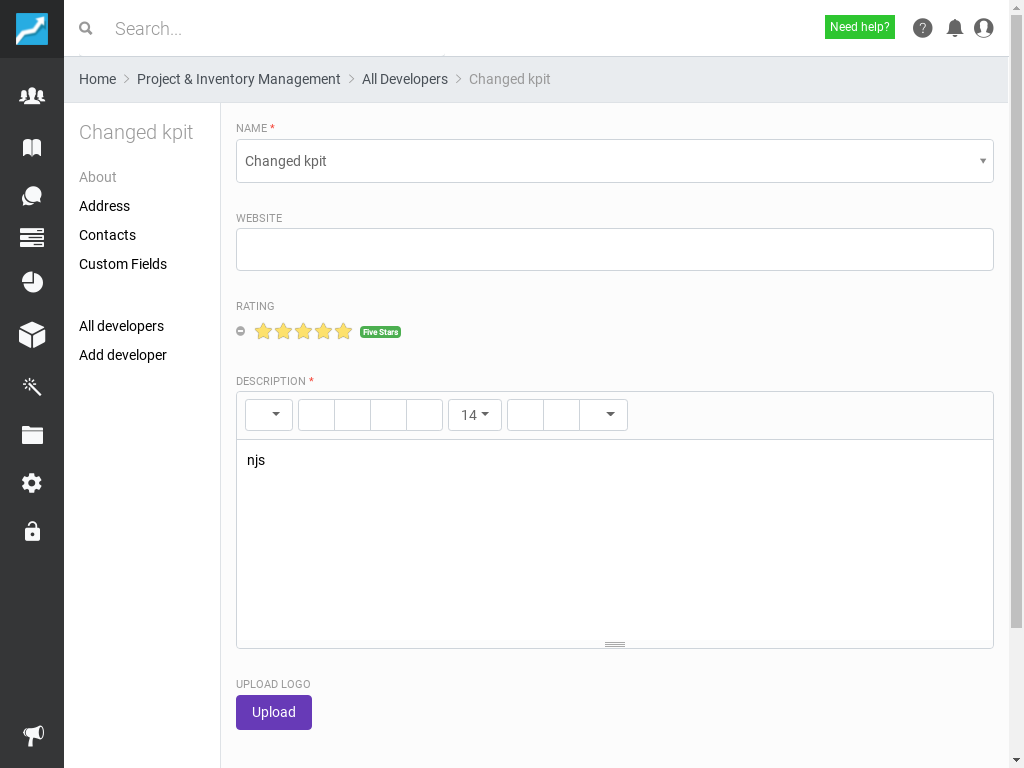 Search...
Need help?
Home
Project & Inventory Management
All Developers
Changed kpit
Changed kpit
About
Address
Contacts
Custom Fields
All developers
Add developer
NAME *
Changed kpit
WEBSITE
RATING
Five Stars
DESCRIPTION *
14
njs
UPLOAD LOGO
Upload